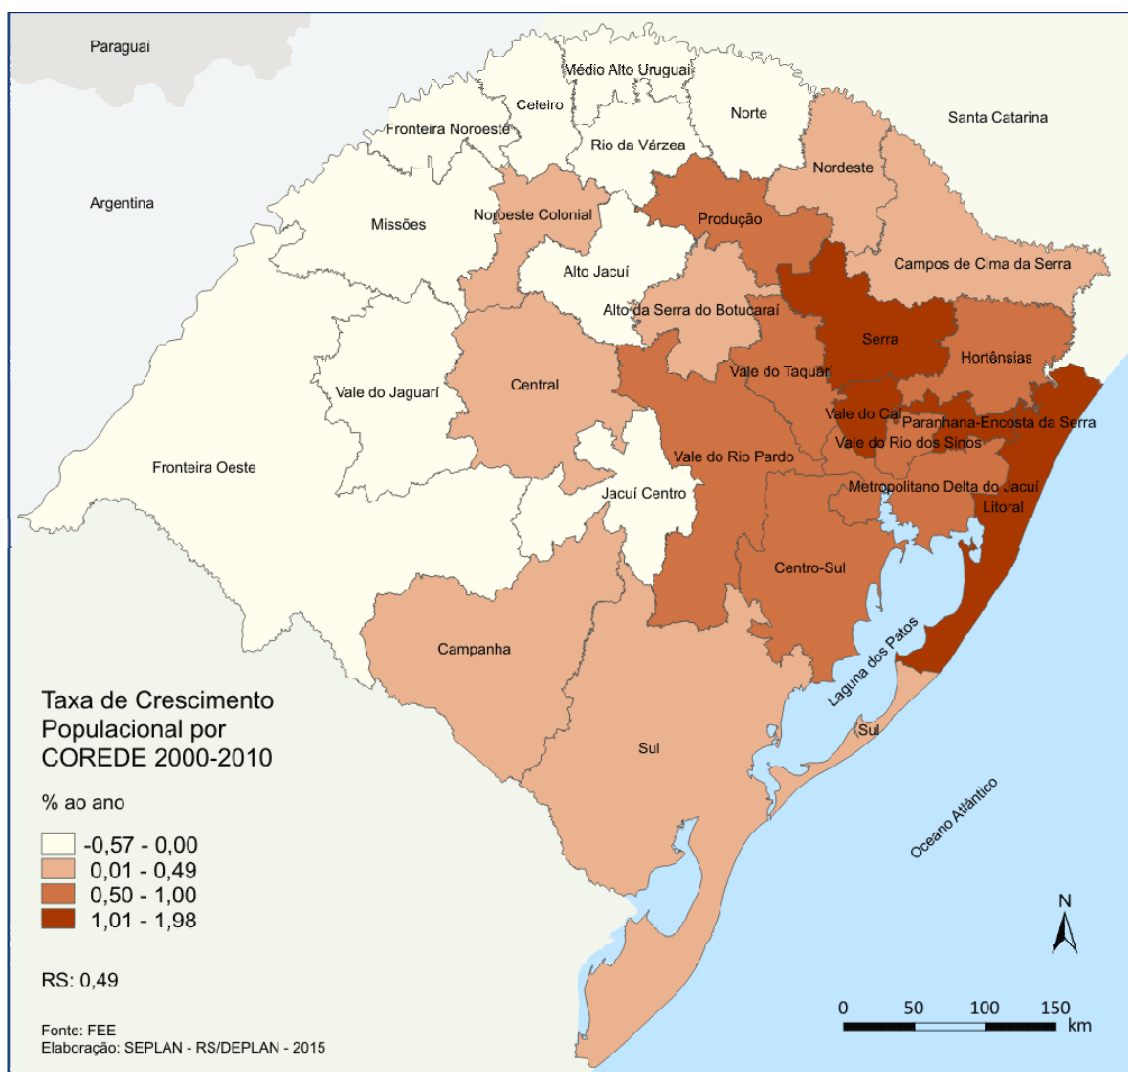 Paraguai
Médio Alto Uruguai
Celeiro
Norte
Santa Catarina
Fronteira Noroeste
Rio da Várzea
Nordeste
Argentina
Noroeste Colonial
Produção
Missões
Alto Jacuí
Campos de Cima da Serra
Alto da Serra do Botucaraí
Serra
Hortênsias
Vale do Taquari
Central
Vale do Jaguarí
Vale do Caí
Paranhana-Encosta da Serra
Vale do Rio dos Sinos
Vale do Rio Pardo
Fronteira Oeste
Jacuí Centro
Metropolitano Delta do Jacuí
Litoral
Centro-Sul
Campanha
Laguna dos Patos
Sul
Sul
Oceano Atlântico
Taxa de Crescimento
Populacional por
COREDE 2000-2010
% ao ano
-0,57 - 0,00
0,01 - 0,49
0,50 - 1,00
1,01 - 1,98
RS: 0,49
Fonte: FEE
Elaboração: SEPLAN - RS/DEPLAN - 2015
N
0 50 100 150
km